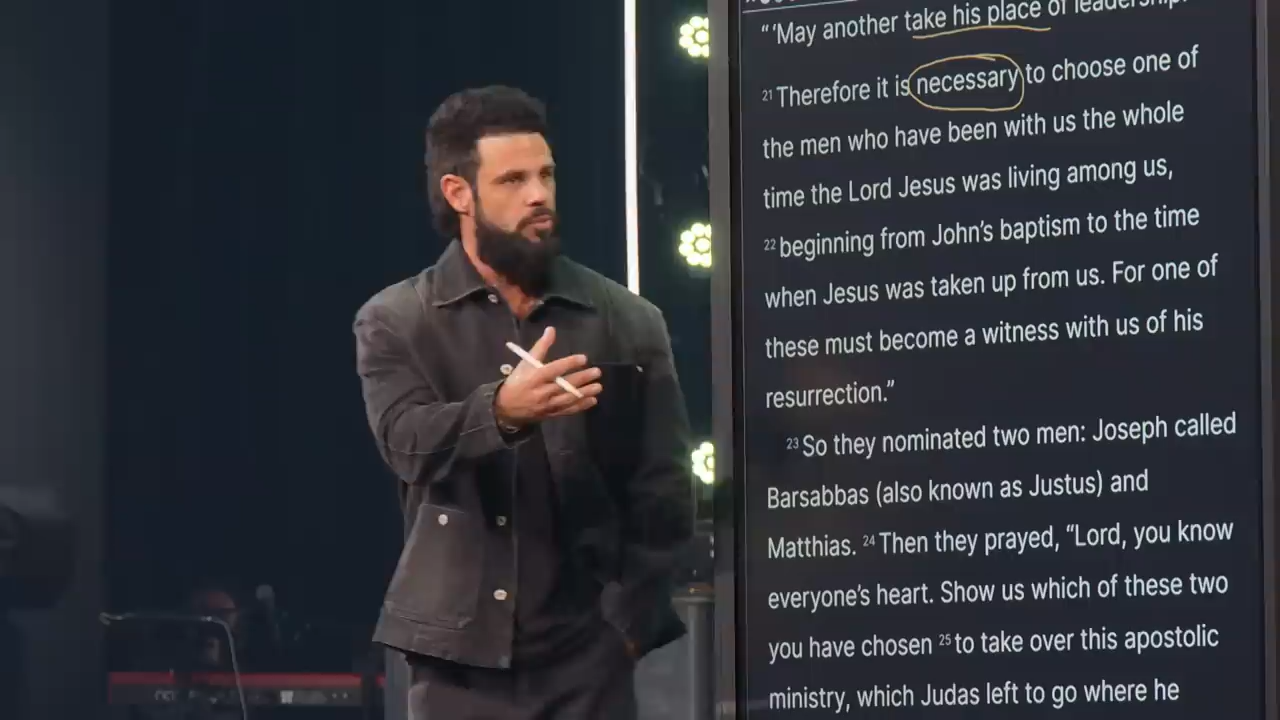 “‘May another take his place of leadership.
21 Therefore it is necessary to choose one of
the men who have been with us the whole
time the Lord Jesus was living among us,
22 beginning from John’s baptism to the time
when Jesus was taken up from us. For one of
these must become a witness with us of his
resurrection.”
23 So they nominated two men: Joseph called
Barsabbas (also known as Justus) and
Matthias. 24 Then they prayed, “Lord, you know
everyone’s heart. Show us which of these two
you have chosen 25 to take over this apostolic
ministry, which Judas left to go where he